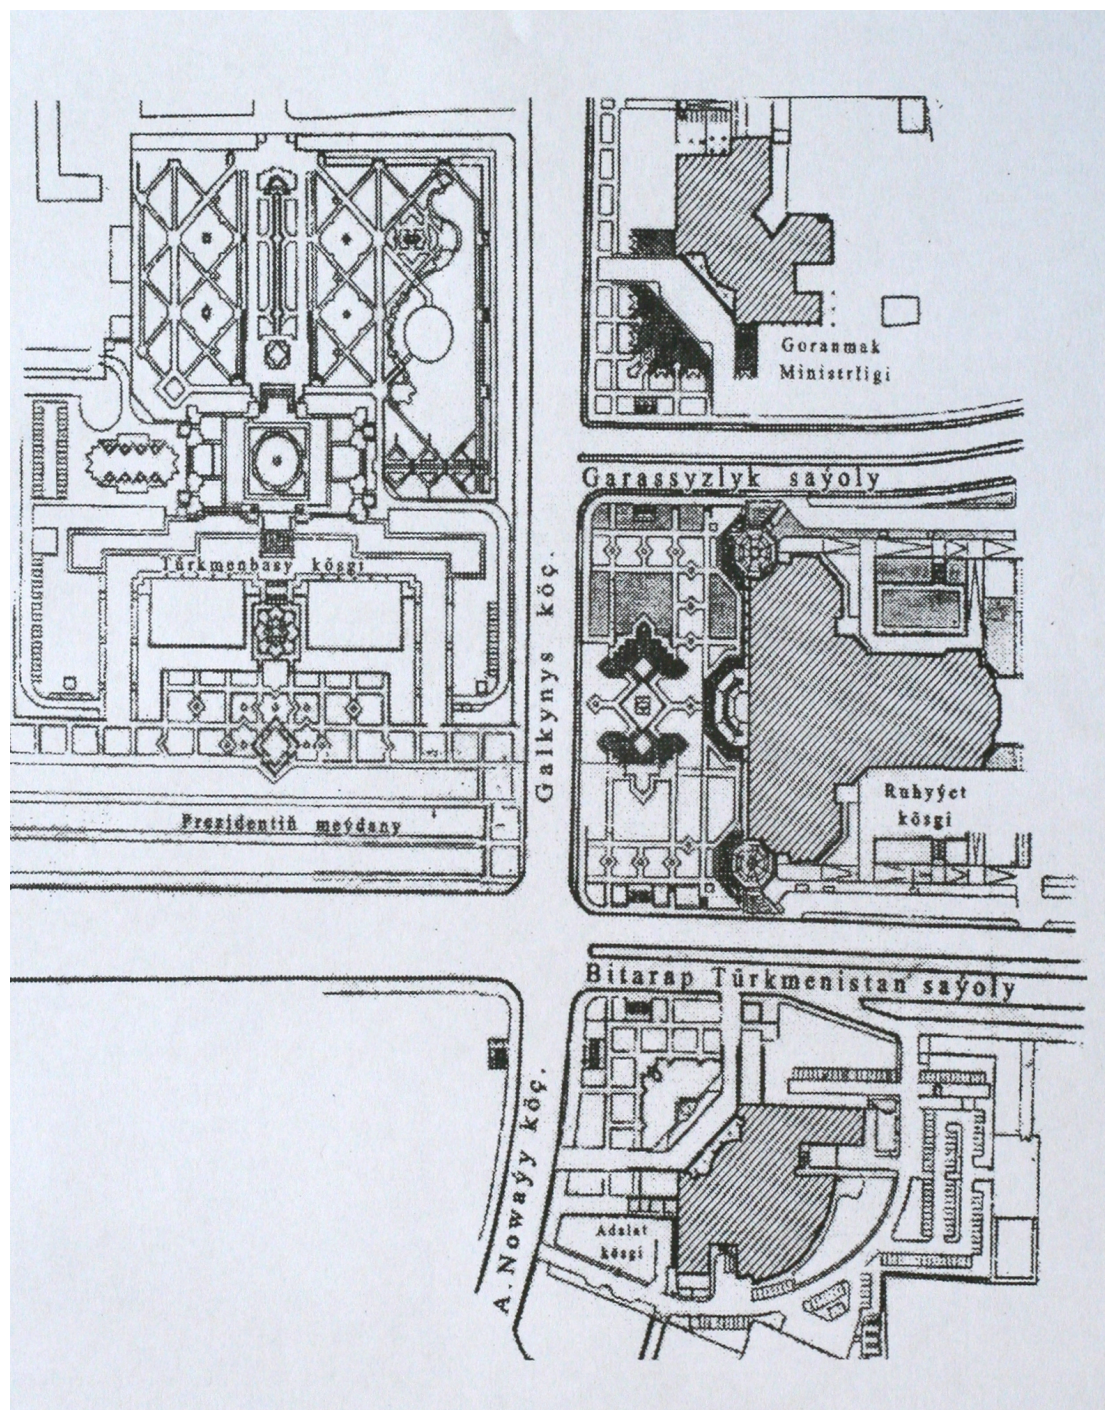 Goranmak
Ministrligi
Garassyzlyk saýoly
Türkmenbaşy köşgi
Galkynyş köç.
Ruhyýet
köşgi
Prezidentiň meýdany
Bitarap Türkmenistan saýoly
A. Nowaýy köç.
Adalat
köşgi